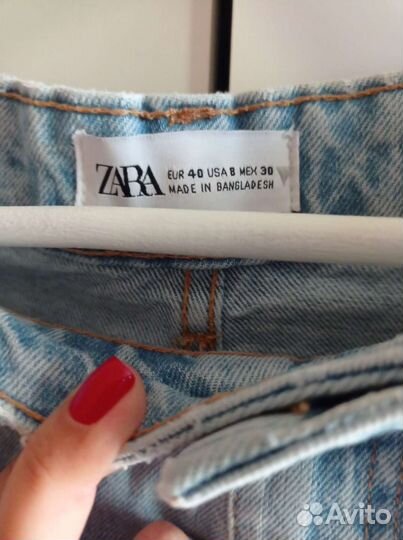 ZARA
EUR 40 USA 8 MEX 30
MADE IN BANGLADESH
Avito